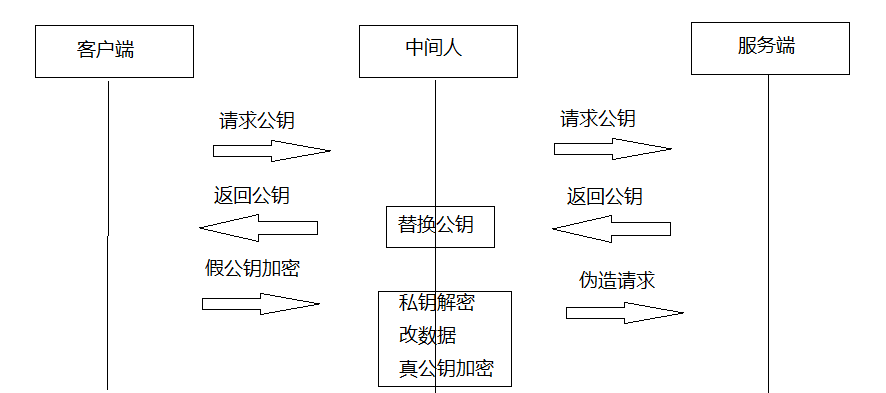 客户端
中间人
服务端
请求公钥
请求公钥
返回公钥
替换公钥
返回公钥
假公钥加密
私钥解密
改数据
真公钥加密
伪造请求